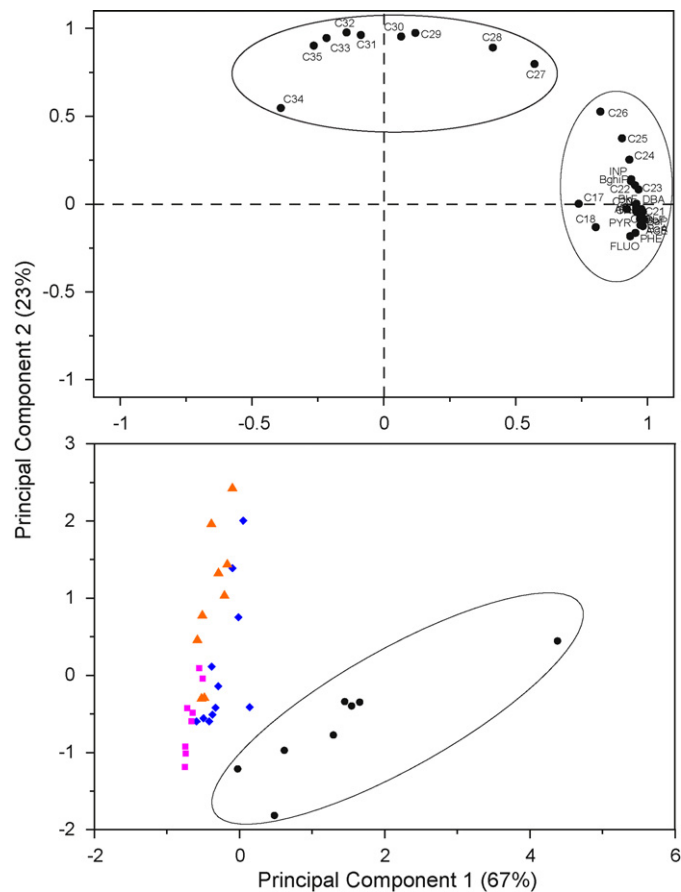 1
0.5
0
-0.5
-1
-1
-0.5
0
0.5
1
C32
C30
C29
C33
C31
C35
C28
C27
C34
C26
C25
C24
INP
BghiP
C22
C23
C17
DBA
C21
C18
PYR
PHE
FLUO
Principal Component 2 (23%)
3
2
1
0
-1
-2
-2
0
2
4
6
Principal Component 1 (67%)